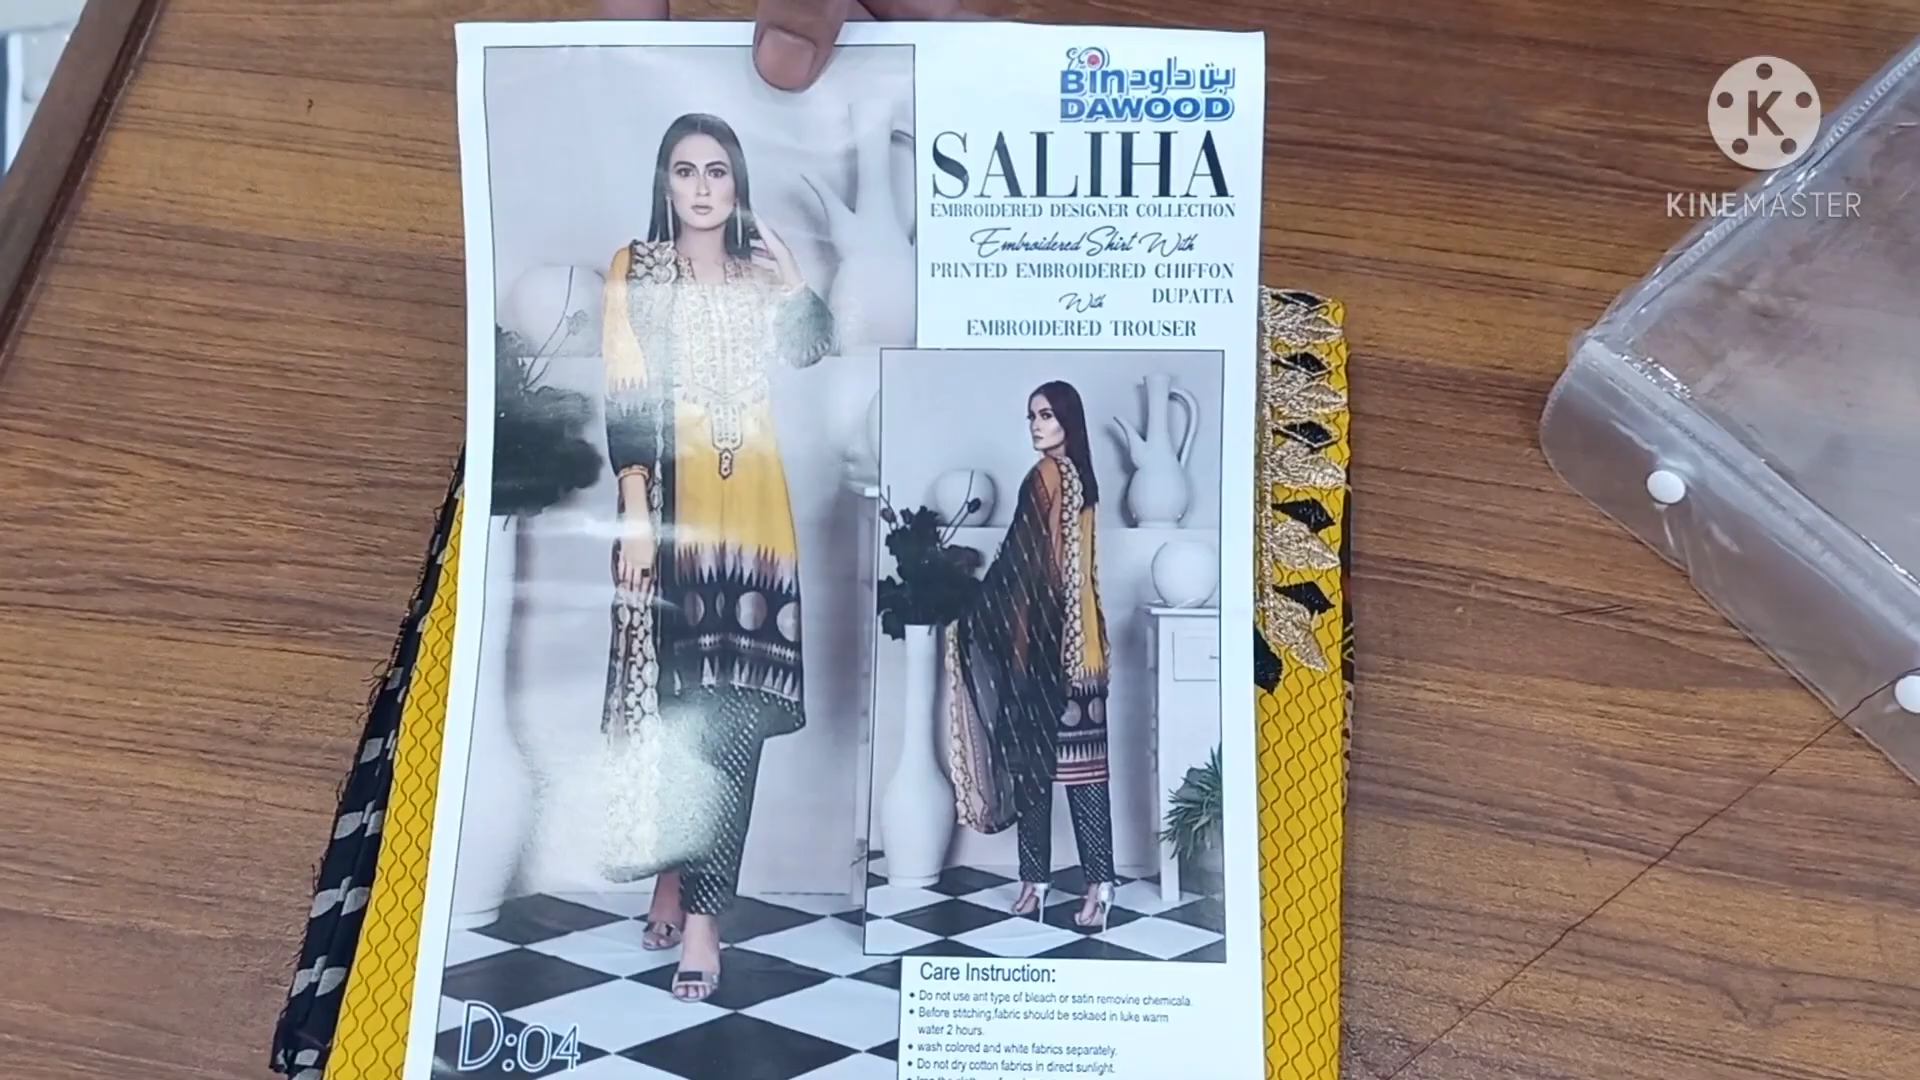 Bin بن داود
DAWOOD
SALIHA
EMBROIDERED DESIGNER COLLECTION
Embroidered Shirt With
PRINTED EMBROIDERED CHIFFON
With DUPATTA
EMBROIDERED TROUSER
K
KINEMASTER
Care Instruction:
• Do not use ant type of bleach or satin removine chemicala.
• Before stitching,fabric should be sokaed in luke warm
water 2 hours.
• wash colored and white fabrics separately.
• Do not dry cotton fabrics in direct sunlight.
D:04